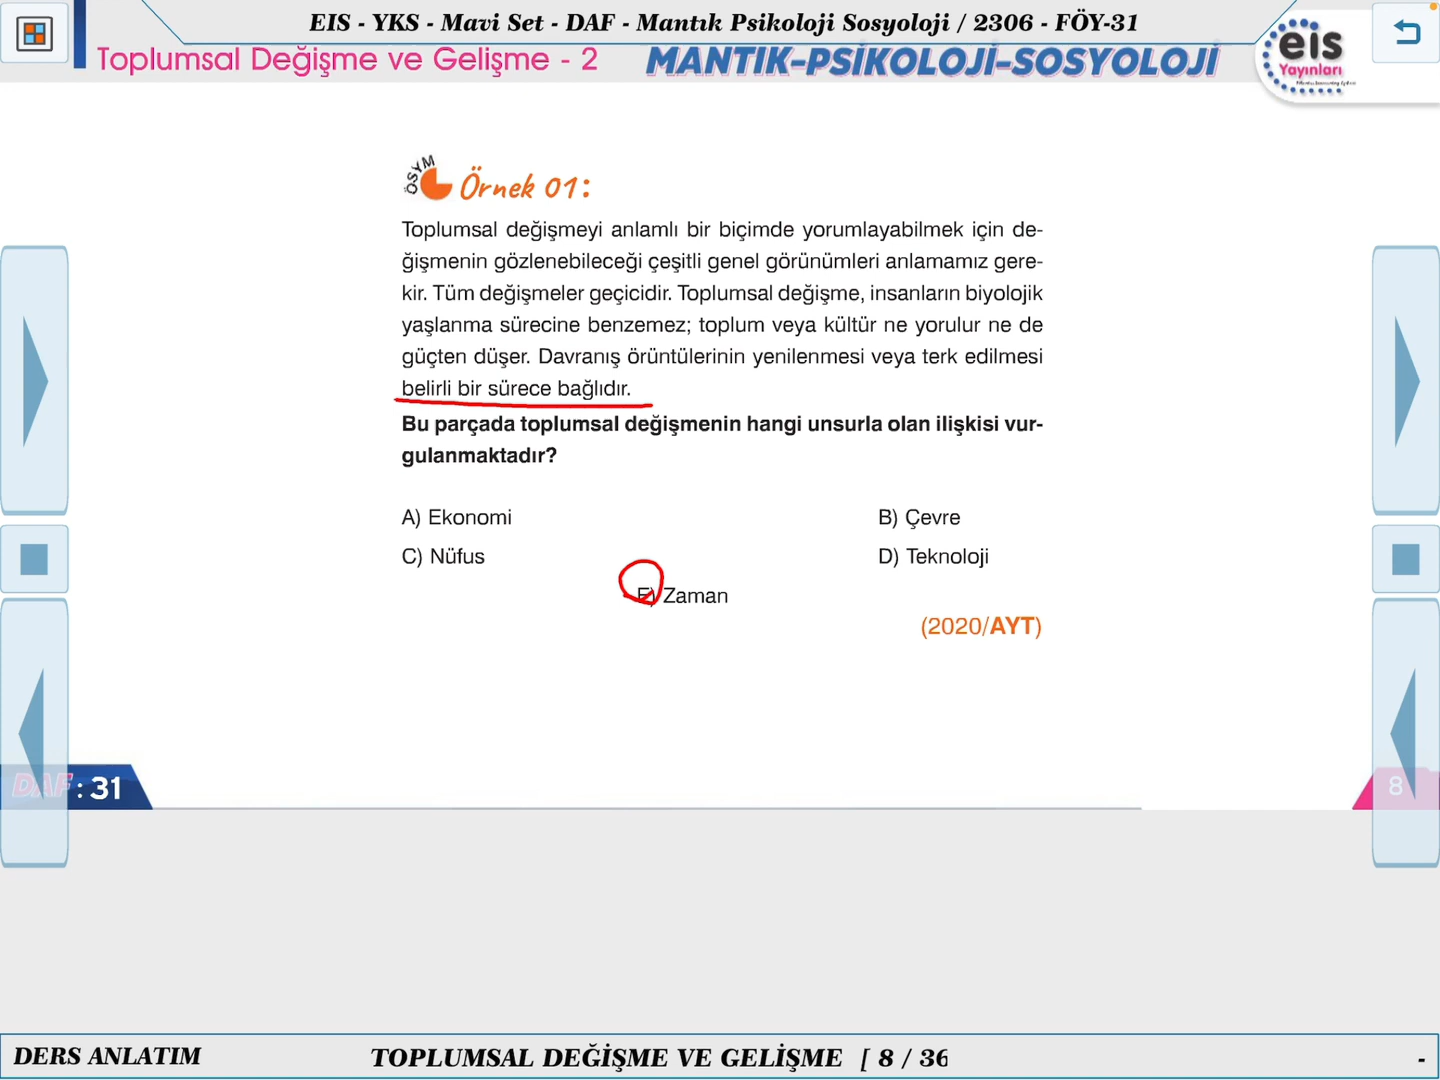 EIS - YKS - Mavi Set - DAF - Mantık Psikoloji Sosyoloji / 2306 - FÖY-31
Toplumsal Değişme ve Gelişme - 2
MANTIK-PSİKOLOJİ-SOSYOLOJİ
eis
Yayınları
ÖSYM
Örnek 01:
Toplumsal değişmeyi anlamlı bir biçimde yorumlayabilmek için de-
ğişmenin gözlenebileceği çeşitli genel görünümleri anlamamız gere-
kir. Tüm değişmeler geçicidir. Toplumsal değişme, insanların biyolojik
yaşlanma sürecine benzemez; toplum veya kültür ne yorulur ne de
güçten düşer. Davranış örüntülerinin yenilenmesi veya terk edilmesi
belirli bir sürece bağlıdır.
Bu parçada toplumsal değişmenin hangi unsurla olan ilişkisi vur-
gulanmaktadır?
A) Ekonomi
B) Çevre
C) Nüfus
D) Teknoloji
E) Zaman
(2020/AYT)
DAF : 31
8
DERS ANLATIM
TOPLUMSAL DEĞİŞME VE GELİŞME [ 8 / 36
-